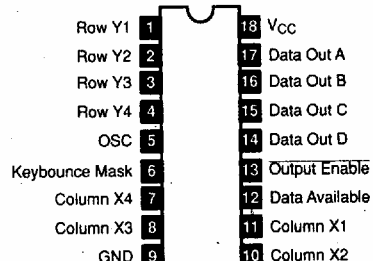 Row Y1 1 18 VCC
Row Y2 2 17 Data Out A
Row Y3 3 16 Data Out B
Row Y4 4 15 Data Out C
OSC 5 14 Data Out D
Keybounce Mask 6 13 Output Enable
Column X4 7 12 Data Available
Column X3 8 11 Column X1
GND 9 10 Column X2